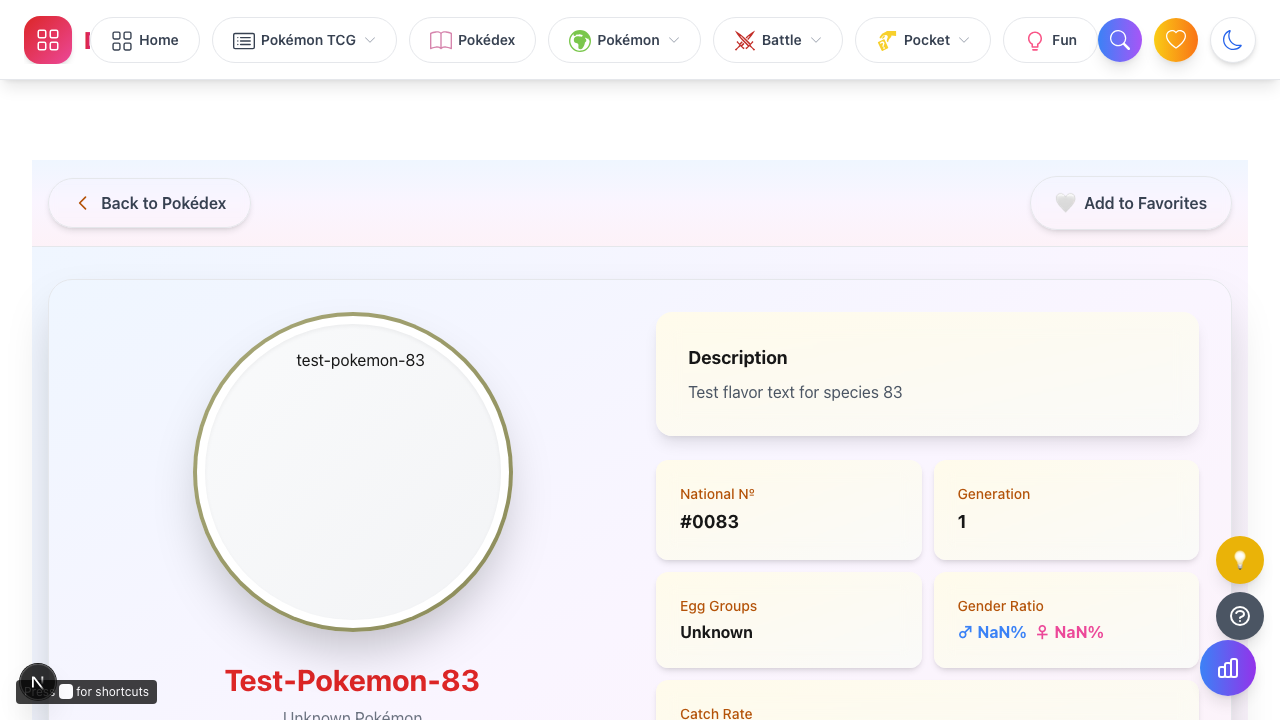 Home
Pokémon TCG
Pokédex
Pokémon
Battle
Pocket
Fun
Back to Pokédex
Add to Favorites
test-pokemon-83
Description
Test flavor text for species 83
National Nº
#0083
Generation
1
Egg Groups
Unknown
Gender Ratio
♂ NaN% ♀ NaN%
Test-Pokemon-83
Unknown Pokémon
Catch Rate
N
for shortcuts